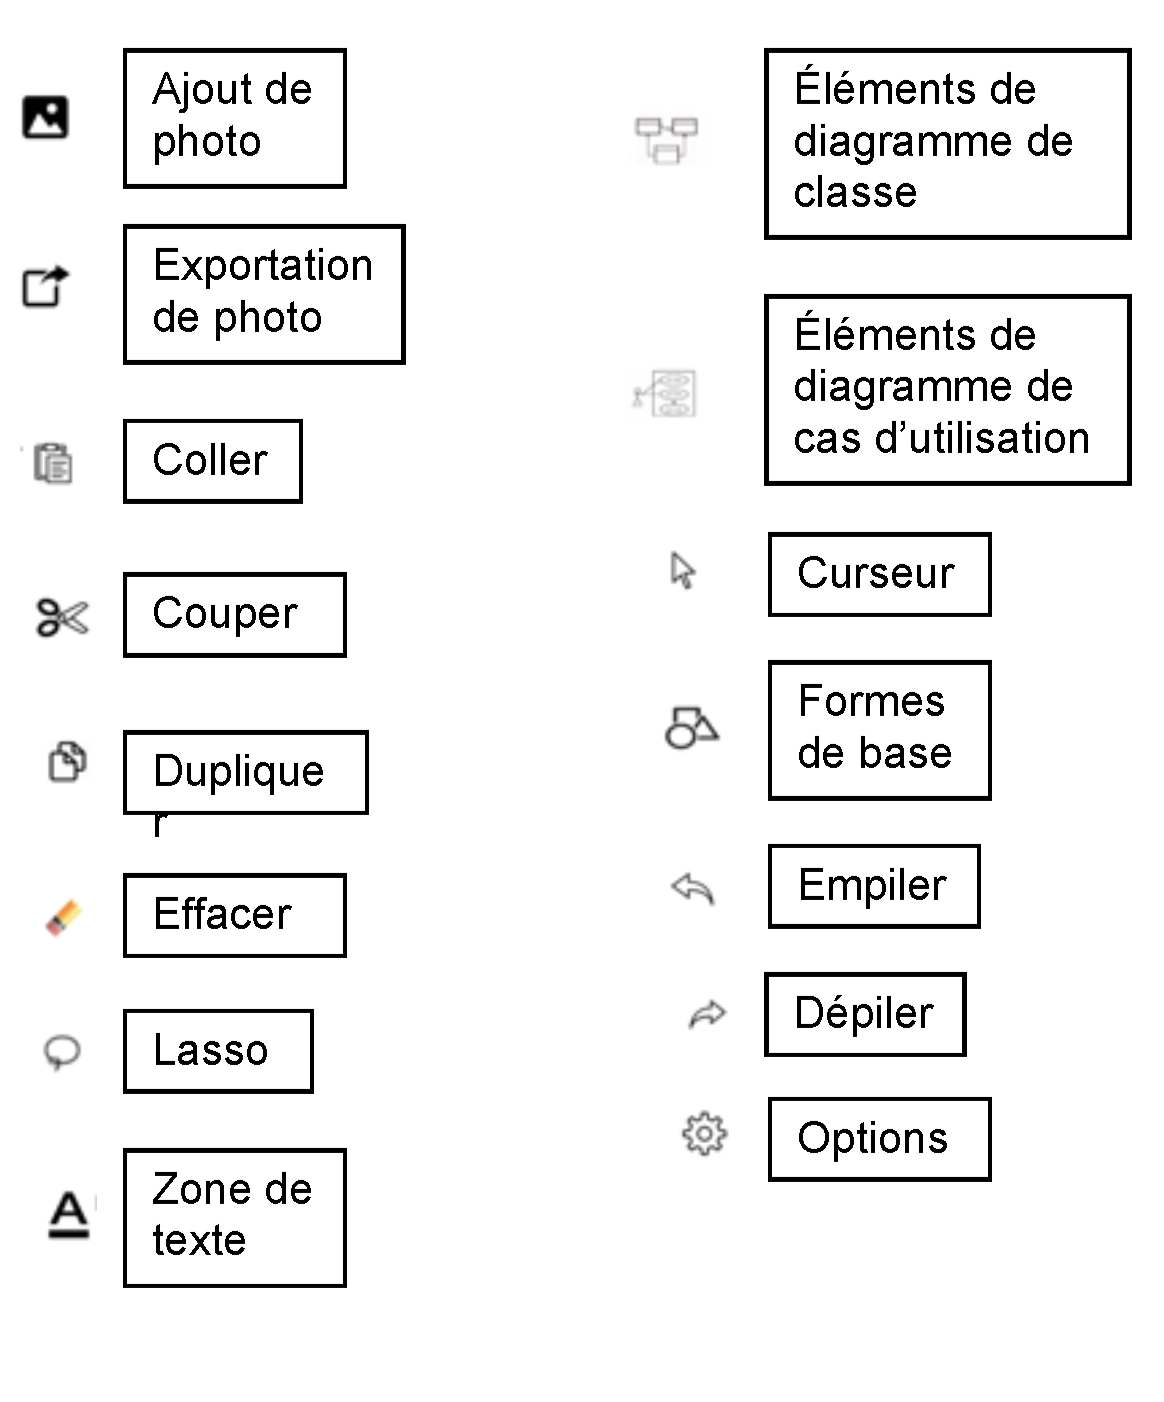 Ajout de
photo
Exportation
de photo
Coller
Couper
Duplique
r
Effacer
Lasso
A
Zone de
texte
Éléments de
diagramme de
classe
Éléments de
diagramme de
cas d’utilisation
Curseur
Formes
de base
Empiler
Dépiler
Options